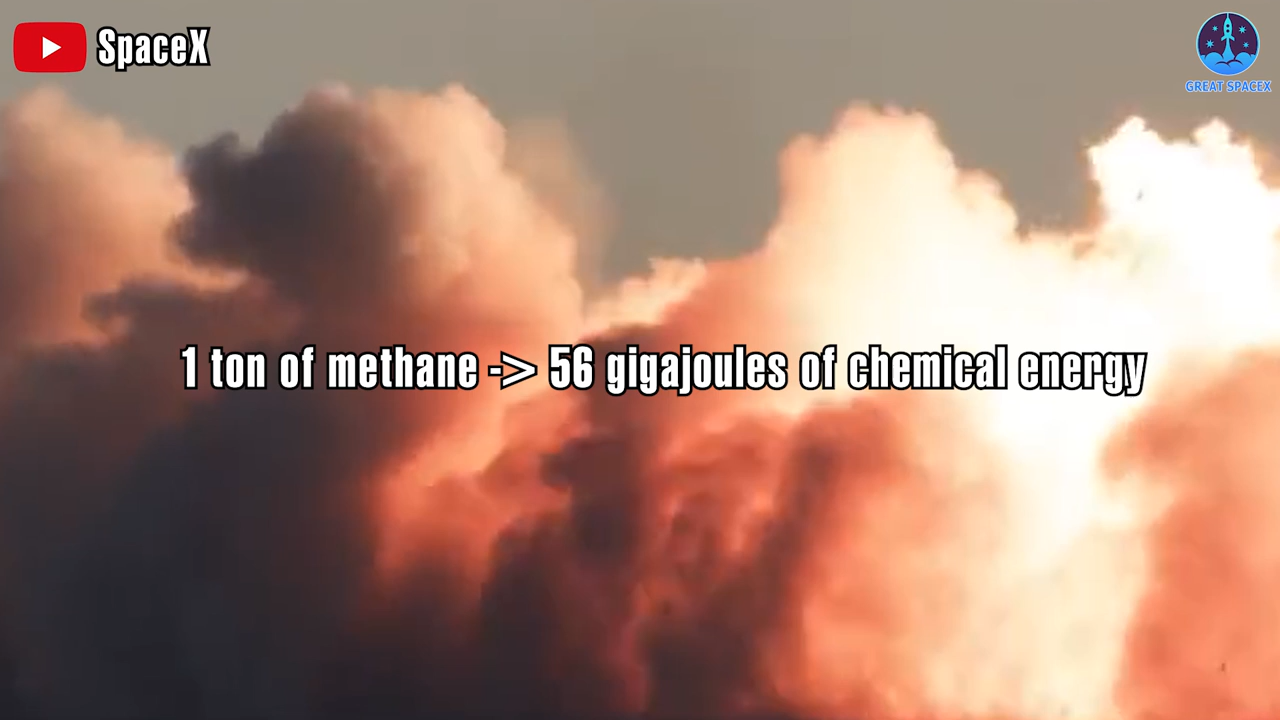 SpaceX
GREAT SPACEX
1 ton of methane -> 56 gigajoules of chemical energy